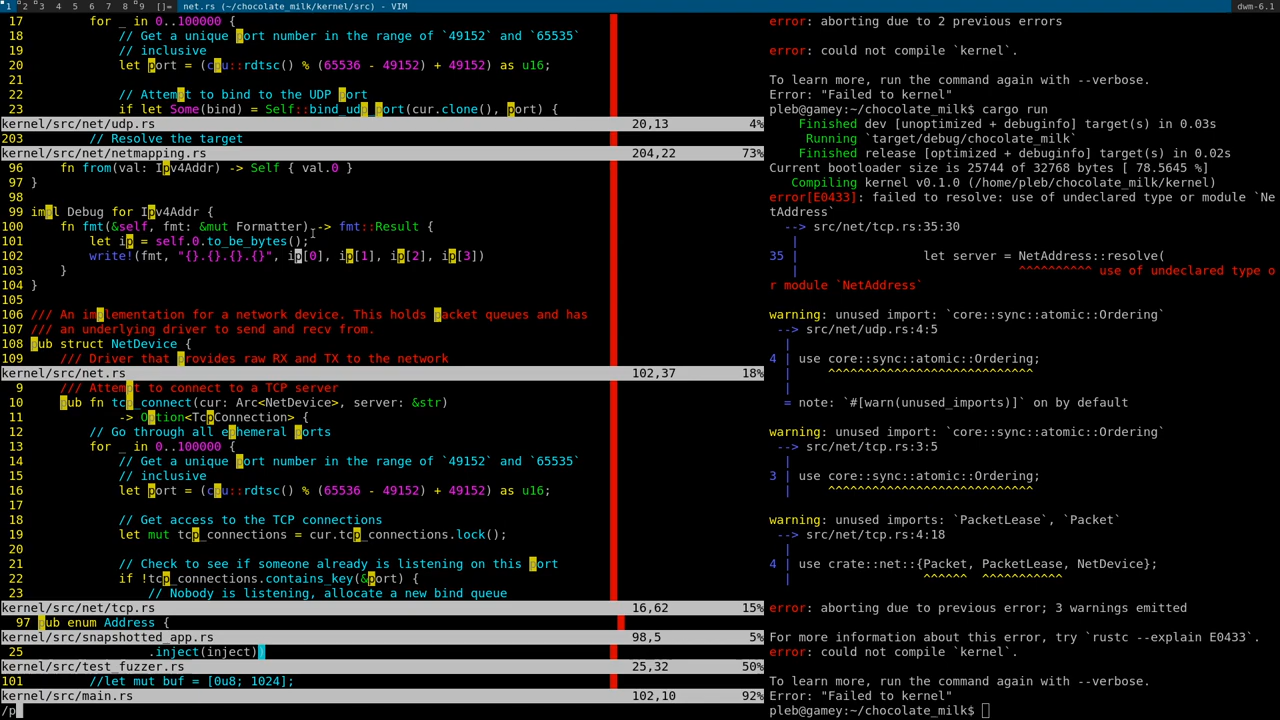 1 2 3 4 5 6 7 8 9 []= net.rs (~/chocolate_milk/kernel/src) - VIM dwm-6.1
17 for _ in 0..100000 {
18 // Get a unique port number in the range of `49152` and `65535`
19 // inclusive
20 let port = (cpu::rdtsc() % (65536 - 49152) + 49152) as u16;
21
22 // Attempt to bind to the UDP port
23 if let Some(bind) = Self::bind_udp_port(cur.clone(), port) {
kernel/src/net/udp.rs 20,13 4%
203 // Resolve the target
kernel/src/net/netmapping.rs 204,22 73%
96 fn from(val: Ipv4Addr) -> Self { val.0 }
97 }
98
99 impl Debug for Ipv4Addr {
100 fn fmt(&self, fmt: &mut Formatter) -> fmt::Result {
101 let ip = self.0.to_be_bytes();
102 write!(fmt, "{}.{}.{}.{}", ip[0], ip[1], ip[2], ip[3])
103 }
104 }
105
106 /// An implementation for a network device. This holds packet queues and has
107 /// an underlying driver to send and recv from.
108 pub struct NetDevice {
109 /// Driver that provides raw RX and TX to the network
kernel/src/net.rs 102,37 18%
9 /// Attempt to connect to a TCP server
10 pub fn tcp_connect(cur: Arc<NetDevice>, server: &str)
11 -> Option<TcpConnection> {
12 // Go through all ephemeral ports
13 for _ in 0..100000 {
14 // Get a unique port number in the range of `49152` and `65535`
15 // inclusive
16 let port = (cpu::rdtsc() % (65536 - 49152) + 49152) as u16;
17
18 // Get access to the TCP connections
19 let mut tcp_connections = cur.tcp_connections.lock();
20
21 // Check to see if someone already is listening on this port
22 if !tcp_connections.contains_key(&port) {
23 // Nobody is listening, allocate a new bind queue
kernel/src/net/tcp.rs 16,62 15%
97 pub enum Address {
kernel/src/snapshotted_app.rs 98,5 5%
25 .inject(inject))
kernel/src/test_fuzzer.rs 25,32 50%
101 //let mut buf = [0u8; 1024];
kernel/src/main.rs 102,10 92%
/p
error: aborting due to 2 previous errors

error: could not compile `kernel`.

To learn more, run the command again with --verbose.
Error: "Failed to kernel"
pleb@gamey:~/chocolate_milk$ cargo run
Finished dev [unoptimized + debuginfo] target(s) in 0.03s
Running `target/debug/chocolate_milk`
Finished release [optimized + debuginfo] target(s) in 0.02s
Current bootloader size is 25744 of 32768 bytes [ 78.5645 %]
Compiling kernel v0.1.0 (/home/pleb/chocolate_milk/kernel)
error[E0433]: failed to resolve: use of undeclared type or module `Ne
tAddress`
--> src/net/tcp.rs:35:30
|
35 | let server = NetAddress::resolve(
| ^^^^^^^^^^ use of undeclared type o
r module `NetAddress`

warning: unused import: `core::sync::atomic::Ordering`
--> src/net/udp.rs:4:5
|
4 | use core::sync::atomic::Ordering;
| ^^^^^^^^^^^^^^^^^^^^^^^^^^^^
|
= note: `#[warn(unused_imports)]` on by default

warning: unused import: `core::sync::atomic::Ordering`
--> src/net/tcp.rs:3:5
|
3 | use core::sync::atomic::Ordering;
| ^^^^^^^^^^^^^^^^^^^^^^^^^^^^

warning: unused imports: `PacketLease`, `Packet`
--> src/net/tcp.rs:4:18
|
4 | use crate::net::{Packet, PacketLease, NetDevice};
| ^^^^^^ ^^^^^^^^^^^

error: aborting due to previous error; 3 warnings emitted

For more information about this error, try `rustc --explain E0433`.
error: could not compile `kernel`.

To learn more, run the command again with --verbose.
Error: "Failed to kernel"
pleb@gamey:~/chocolate_milk$